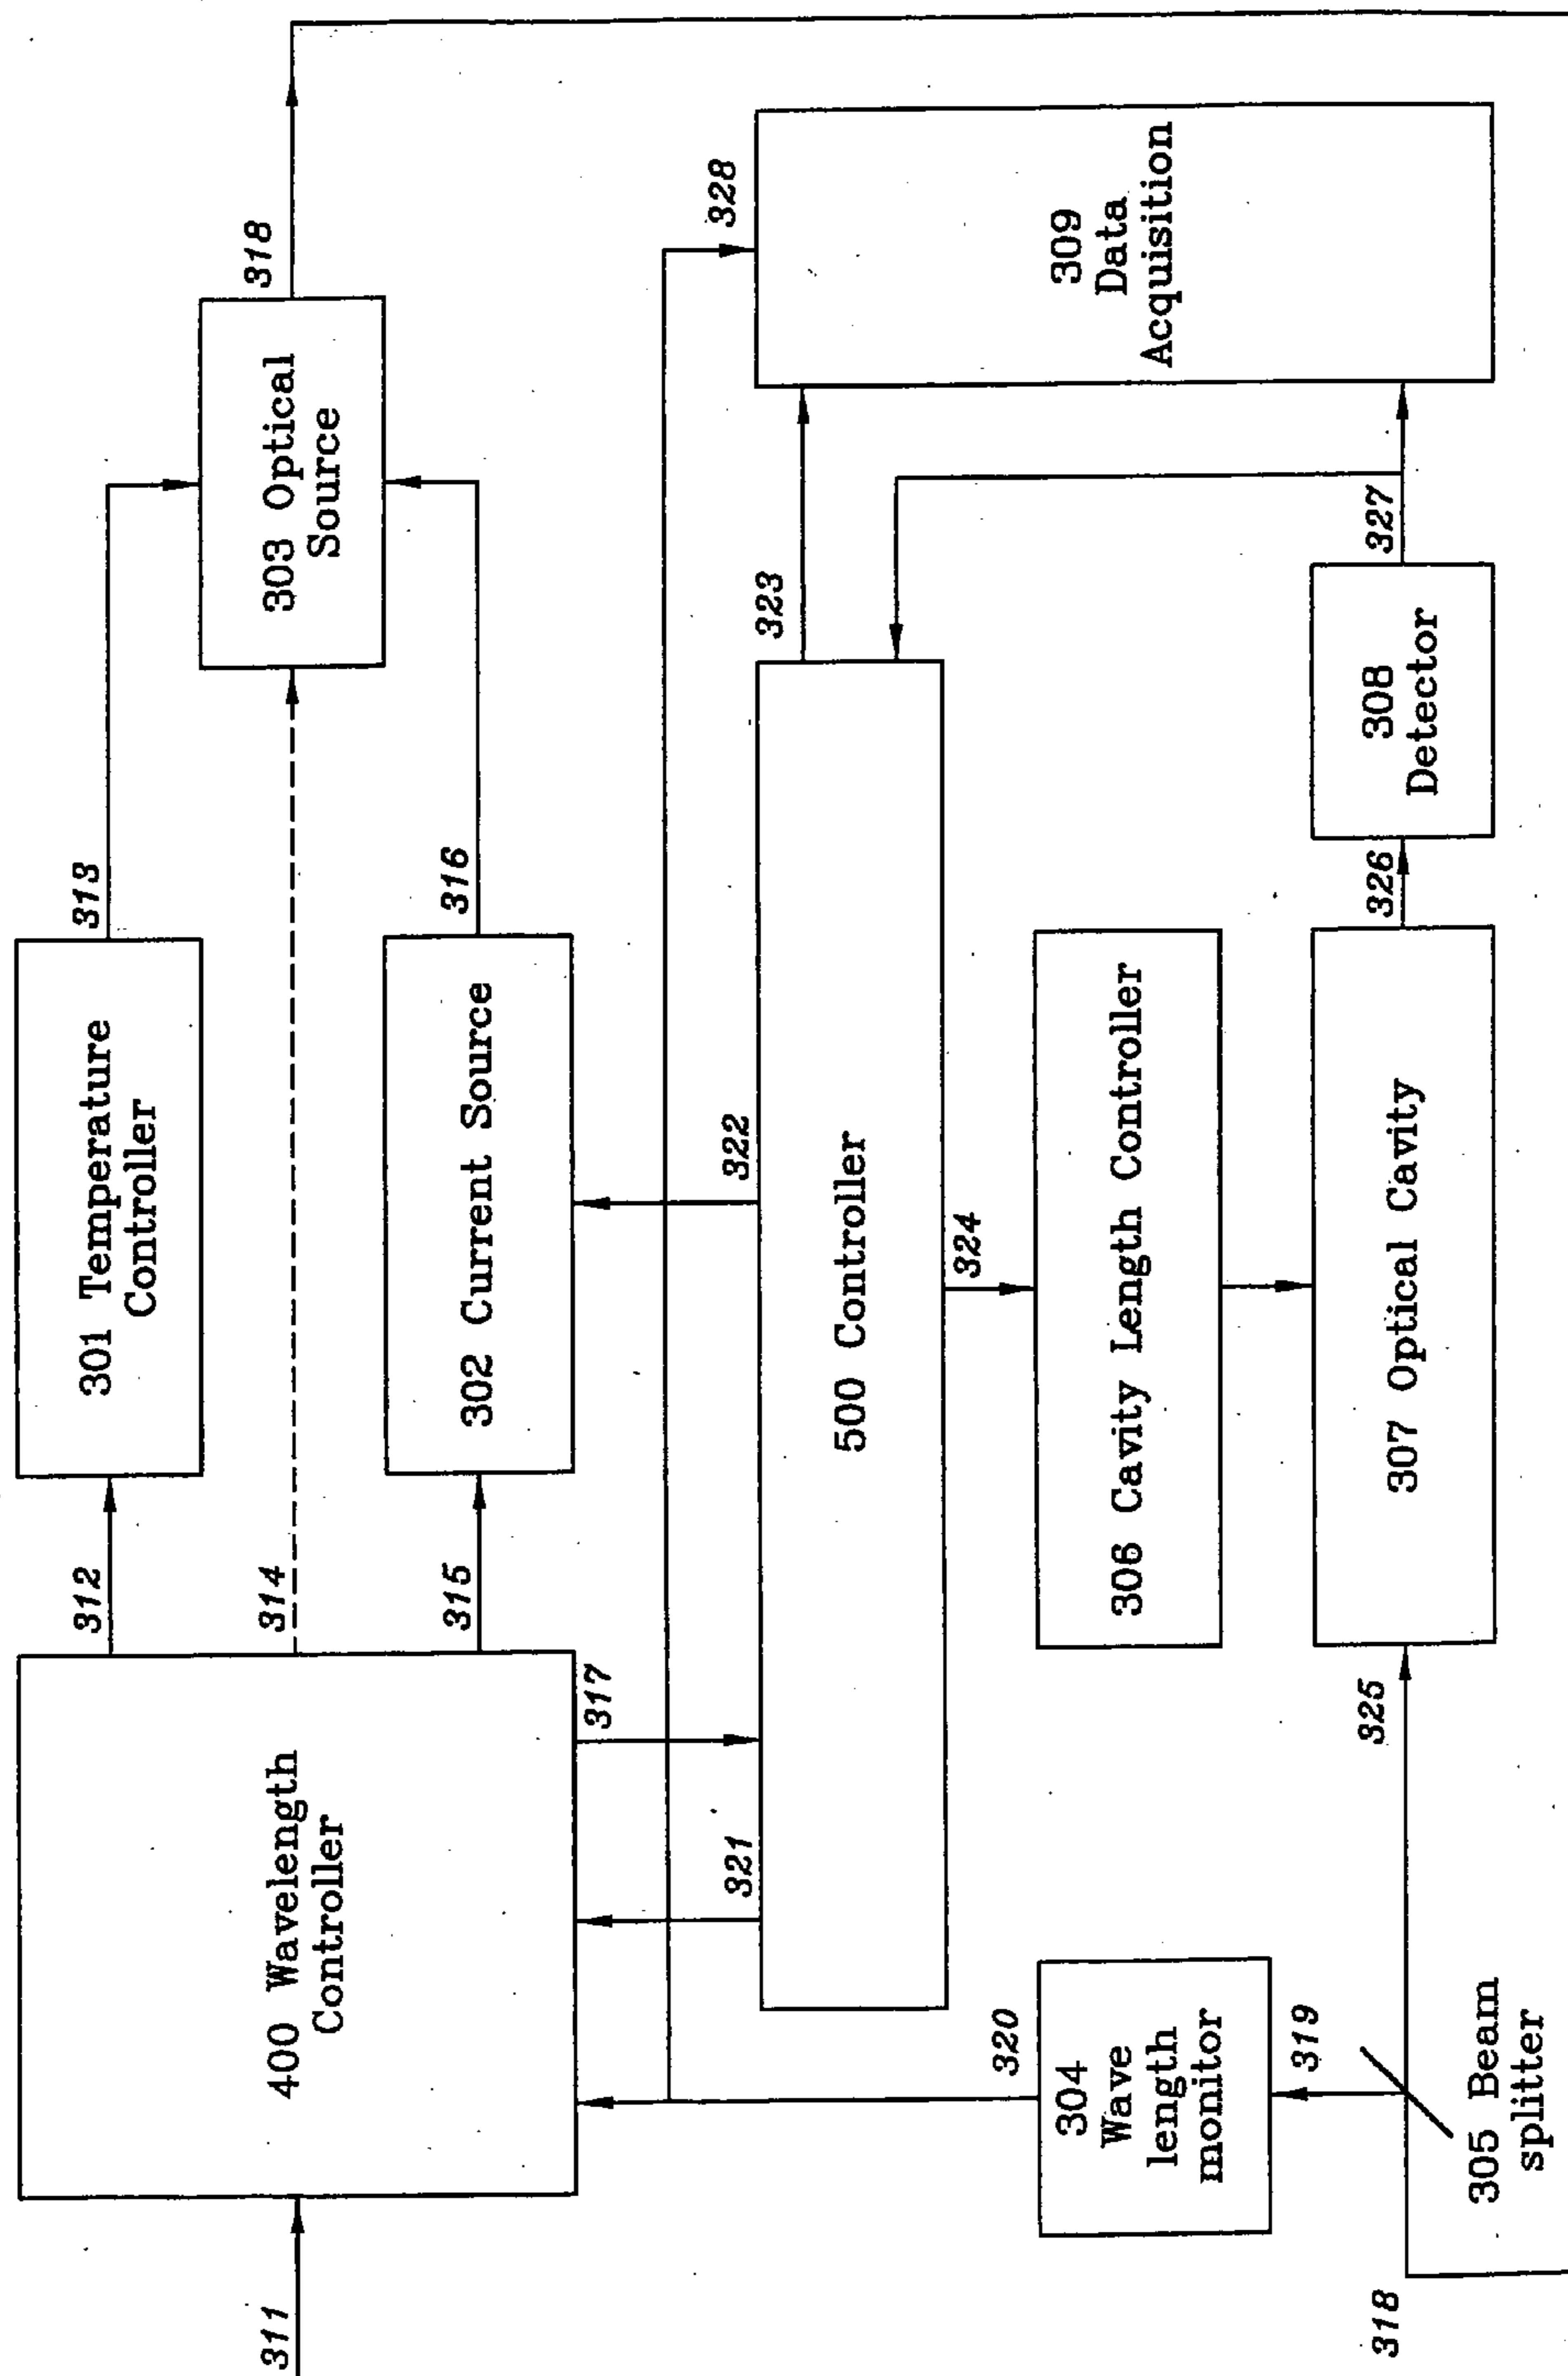 311
400 Wavelength
Controller
312
314
315
317
321
301 Temperature
Controller
313
302 Current Source
316
303 Optical
Source
318
322
500 Controller
323
328
309
Data
Acquisition
320
304
Wave
length
monitor
319
324
306 Cavity Length Controller
318
305 Beam
splitter
325
307 Optical Cavity
326
308
Detector
327